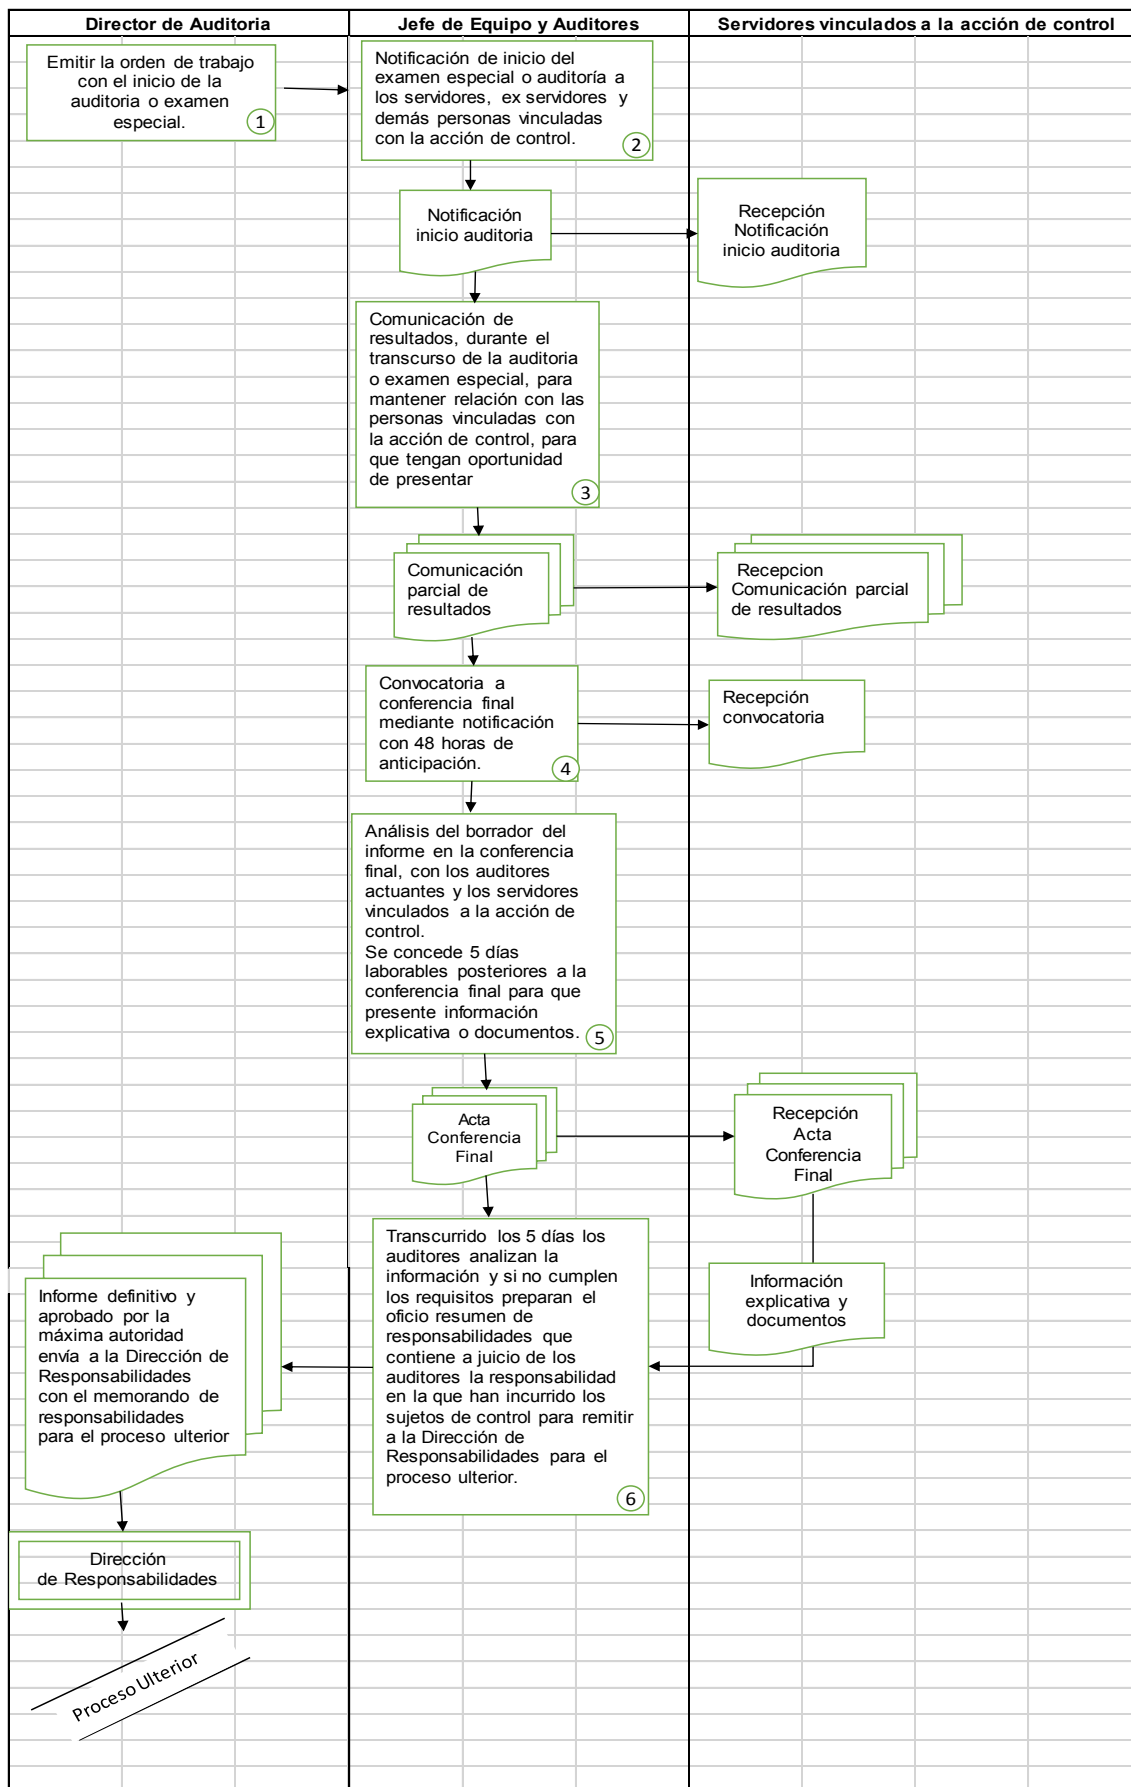 Director de Auditoria
Jefe de Equipo y Auditores
Servidores vinculados a la acción de control
Emitir la orden de trabajo
con el inicio de la
auditoria o examen
especial.
1
Notificación de inicio del
examen especial o auditoría a
los servidores, ex servidores y
demás personas vinculadas
con la acción de control.
2
Notificación
inicio auditoria
Recepción
Notificación
inicio auditoria
Comunicación de
resultados, durante el
transcurso de la auditoria
o examen especial, para
mantener relación con las
personas vinculadas con
la acción de control, para
que tengan oportunidad
de presentar
3
Comunicación
parcial de
resultados
Recepcion
Comunicación parcial
de resultados
Convocatoria a
conferencia final
mediante notificación
con 48 horas de
anticipación.
4
Recepción
convocatoria
Análisis del borrador del
informe en la conferencia
final, con los auditores
actuantes y los servidores
vinculados a la acción de
control.
Se concede 5 días
laborables posteriores a la
conferencia final para que
presente información
explicativa o documentos.
5
Acta
Conferencia
Final
Recepción
Acta
Conferencia
Final
Transcurrido los 5 días los
auditores analizan la
información y si no cumplen
los requisitos preparan el
oficio resumen de
responsabilidades que
contiene a juicio de los
auditores la responsabilidad
en la que han incurrido los
sujetos de control para remitir
a la Dirección de
Responsabilidades para el
proceso ulterior.
6
Información
explicativa y
documentos
Informe definitivo y
aprobado por la
máxima autoridad
envía a la Dirección de
Responsabilidades
con el memorando de
responsabilidades
para el proceso ulterior
Dirección
de Responsabilidades
Proceso Ulterior